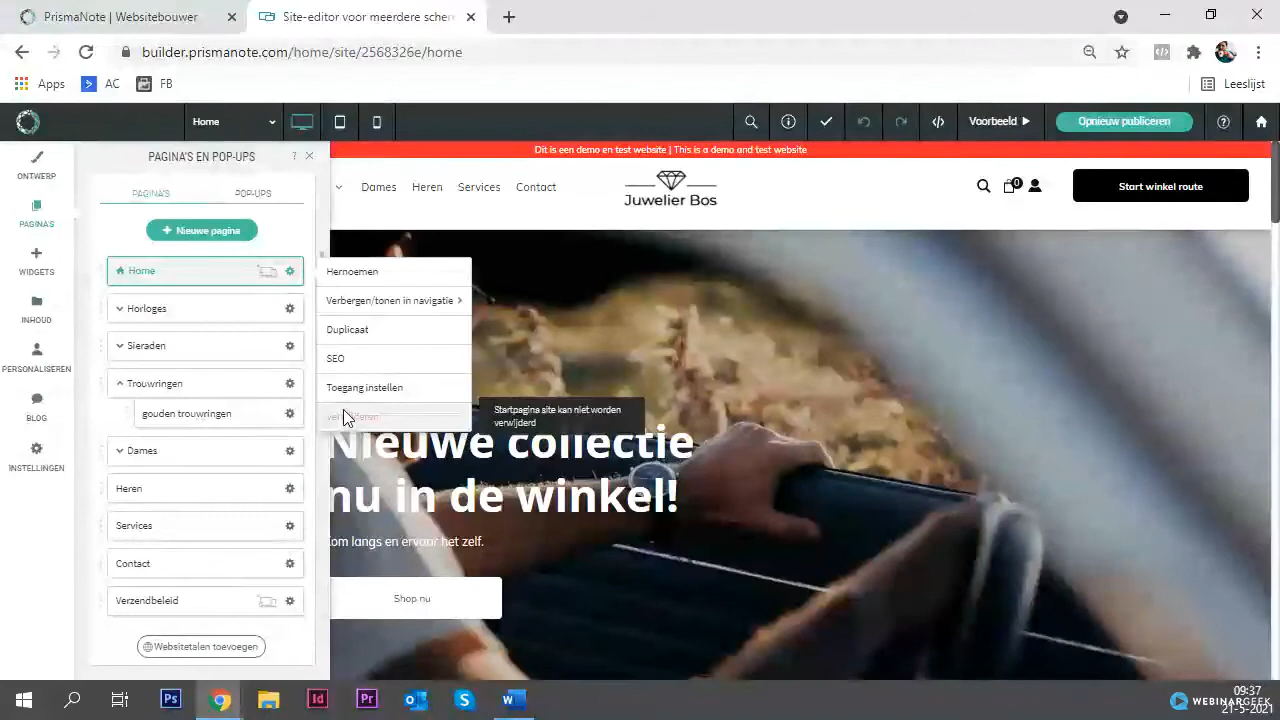 PrismaNote | Websitebouwer
Site-editor voor meerdere scher
builder.prismanote.com/home/site/2568326e/home
Apps
AC
FB
Leeslijst
Home
Voorbeeld
Opnieuw publiceren
ONTWERP
PAGINA'S
WIDGETS
INHOUD
PERSONALISEREN
BLOG
INSTELLINGEN
PAGINA'S EN POP-UPS
PAGINA'S
POP-UPS
Nieuwe pagina
Home
Horloges
Sieraden
Trouwringen
gouden trouwringen
Dames
Heren
Services
Contact
Verzendbeleid
Websitetalen toevoegen
Hernoemen
Verbergen/tonen in navigatie
Duplicaat
SEO
Toegang instellen
Startpagina site kan niet worden
verwijderd
Dit is een demo en test website | This is a demo and test website
Dames Heren Services Contact
Juwelier Bos
0
Start winkel route
Nieuwe collectie
nu in de winkel!
om langs en ervaar het zelf.
Shop nu
09:37
21-5-2021
WEBINARGEEK